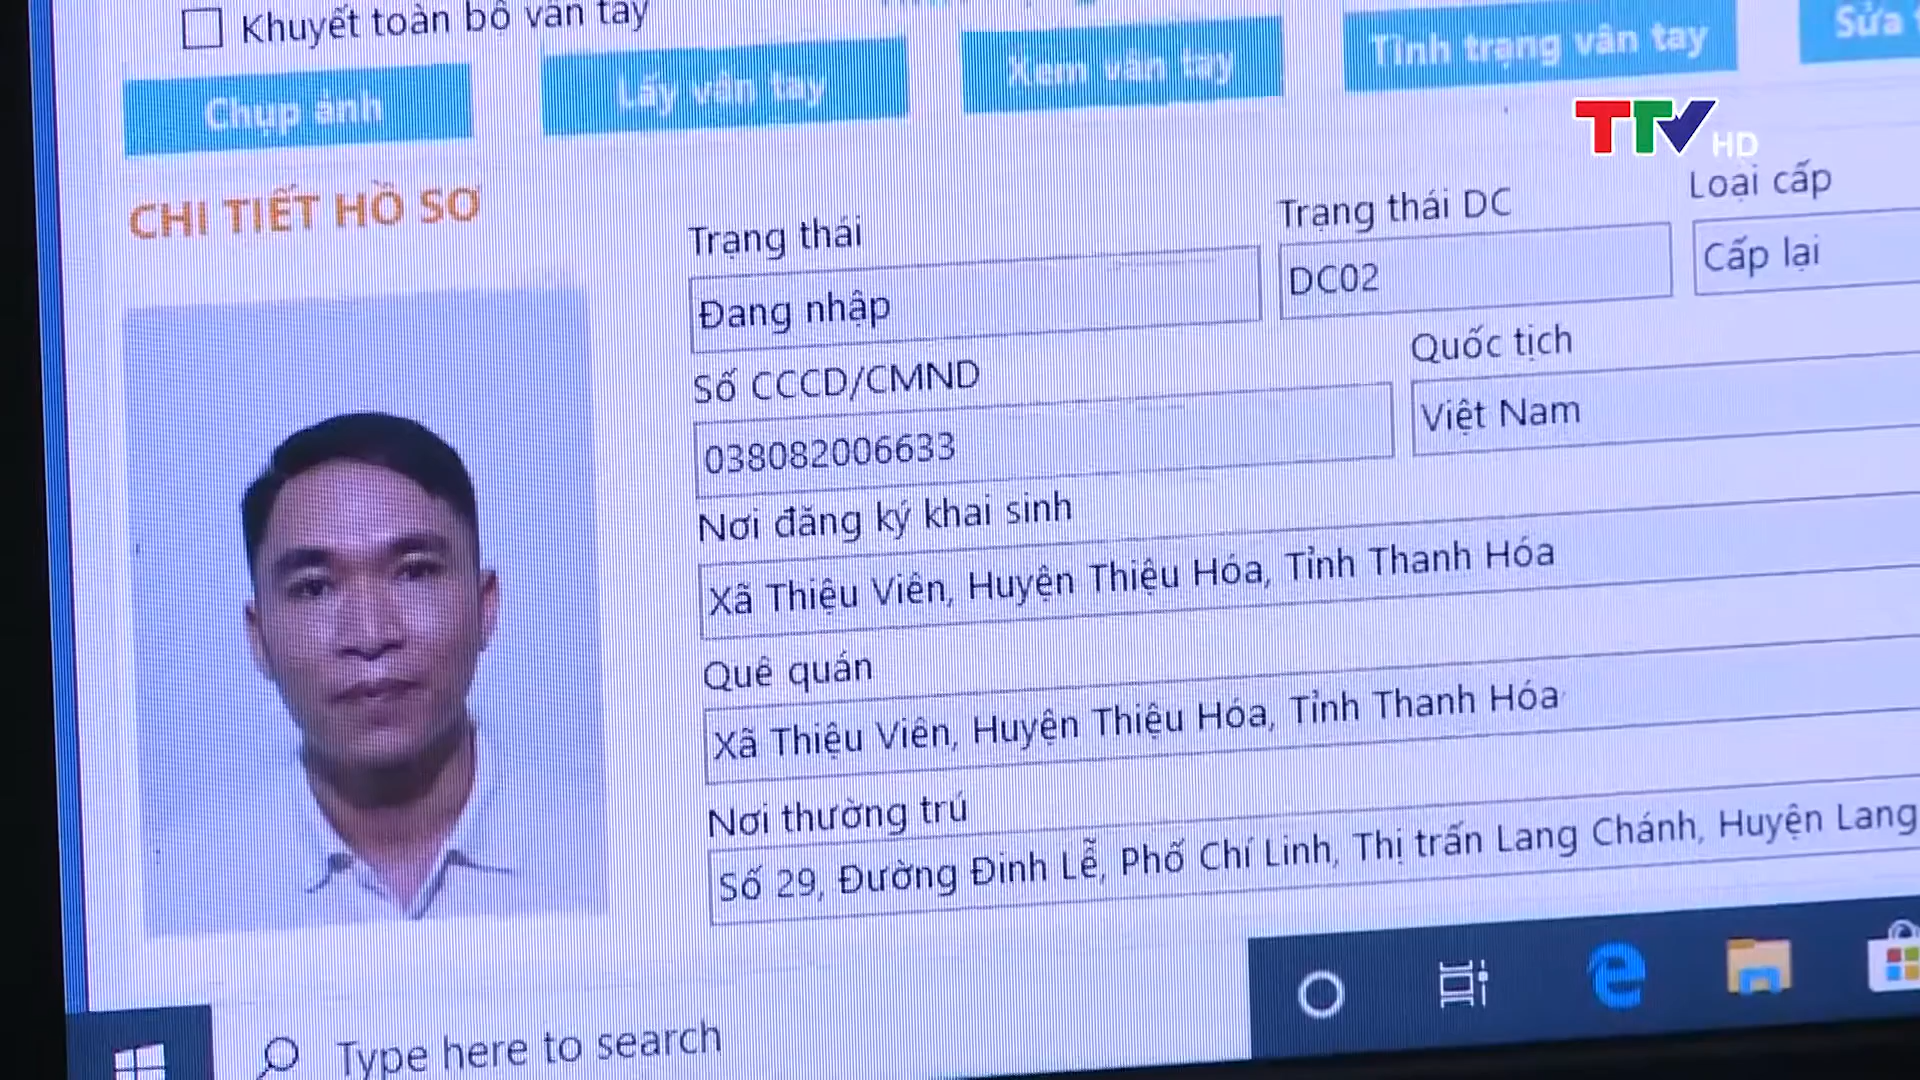 Khuyết toàn bộ vân tay
Chụp ảnh
Lấy vân tay
Xem vân tay
Tình trạng vân tay
Sửa
TTV HD
CHI TIẾT HỒ SƠ
Trạng thái
Trạng thái DC
Loại cấp
Đang nhập
DC02
Cấp lại
Số CCCD/CMND
Quốc tịch
038082006633
Việt Nam
Nơi đăng ký khai sinh
Xã Thiệu Viên, Huyện Thiệu Hóa, Tỉnh Thanh Hóa
Quê quán
Xã Thiệu Viên, Huyện Thiệu Hóa, Tỉnh Thanh Hóa
Nơi thường trú
Số 29, Đường Đinh Lễ, Phố Chí Linh, Thị trấn Lang Chánh, Huyện Lang
Type here to search